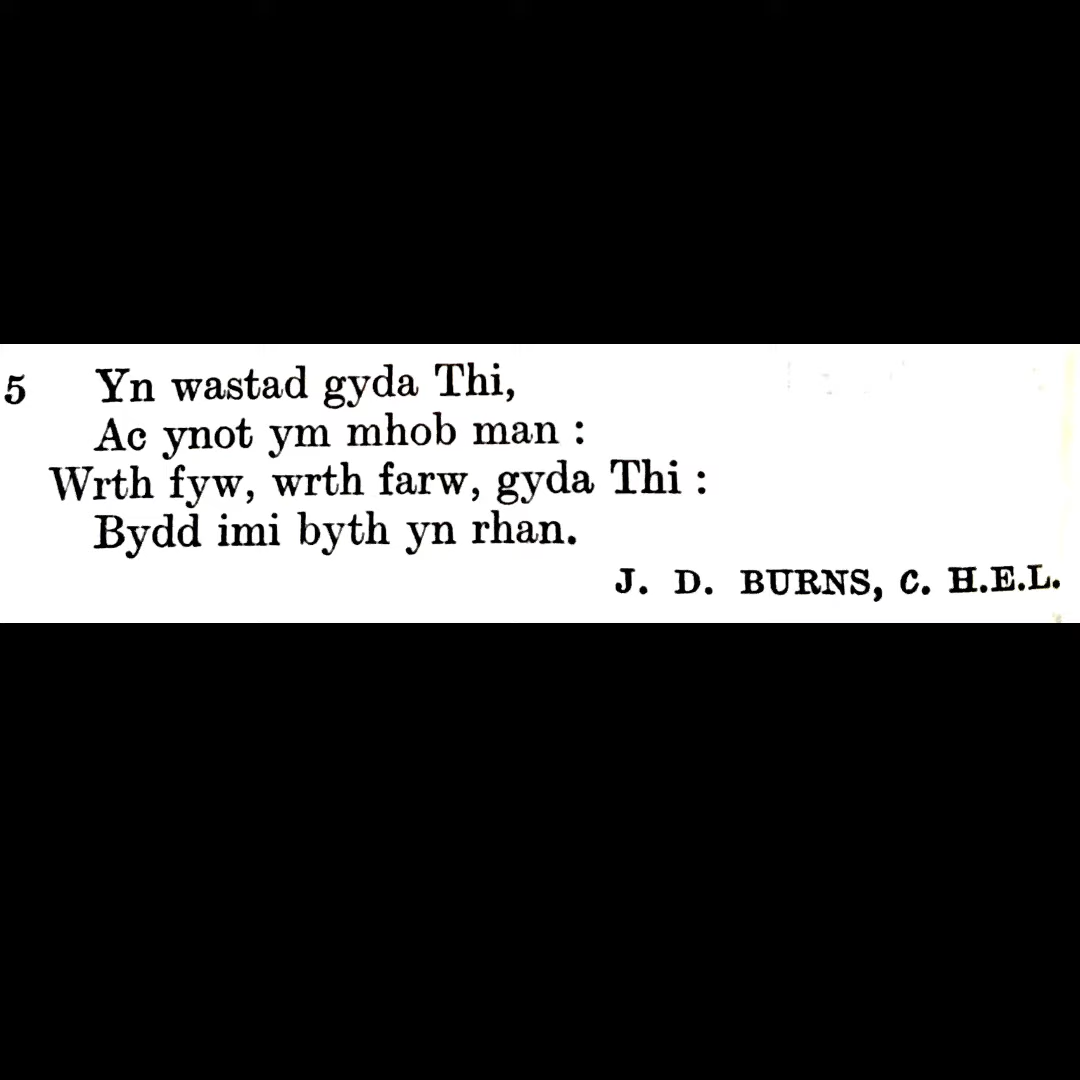 5 Yn wastad gyda Thi,
Ac ynot ym mhob man :
Wrth fyw, wrth farw, gyda Thi :
Bydd imi byth yn rhan.
J. D. BURNS, C. H.E.L.